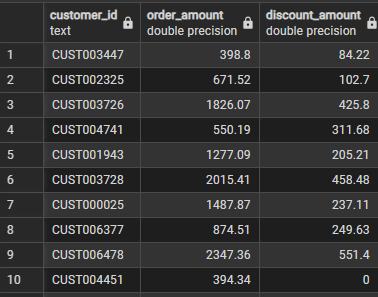 customer_id order_amount discount_amount
text double precision double precision
1 CUST003447 398.8 84.22
2 CUST002325 671.52 102.7
3 CUST003726 1826.07 425.8
4 CUST004741 550.19 311.68
5 CUST001943 1277.09 205.21
6 CUST003728 2015.41 458.48
7 CUST000025 1487.87 237.11
8 CUST006377 874.51 249.63
9 CUST006478 2347.36 551.4
10 CUST004451 394.34 0